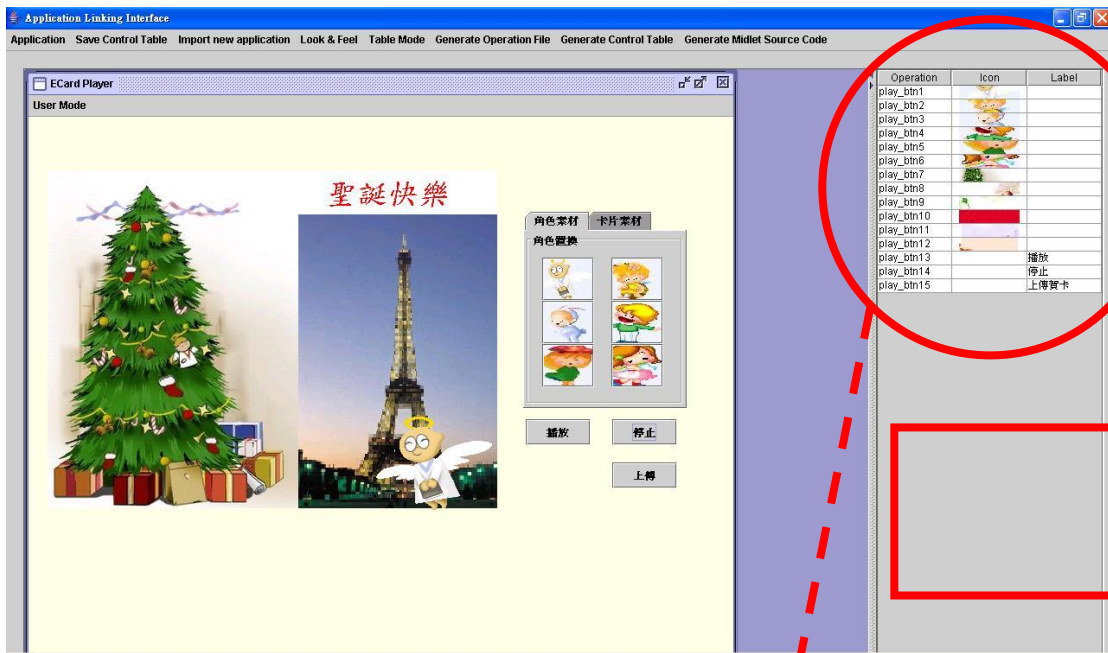 Application Linking Interface
Application Save Control Table Import new application Look & Feel Table Mode Generate Operation File Generate Control Table Generate Midlet Source Code
ECard Player
User Mode
聖誕快樂
角色素材 卡片素材
角色置換
播放 停止
上傳
Operation Icon Label
play_btn1
play_btn2
play_btn3
play_btn4
play_btn5
play_btn6
play_btn7
play_btn8
play_btn9
play_btn10
play_btn11
play_btn12
play_btn13 播放
play_btn14 停止
play_btn15 上傳賀卡